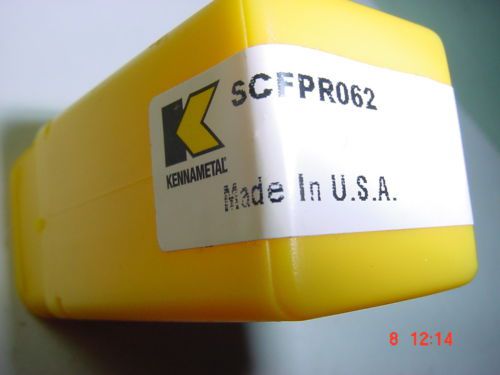 SCFPR062
KENNAMETAL
Made In U.S.A.
8 12:14